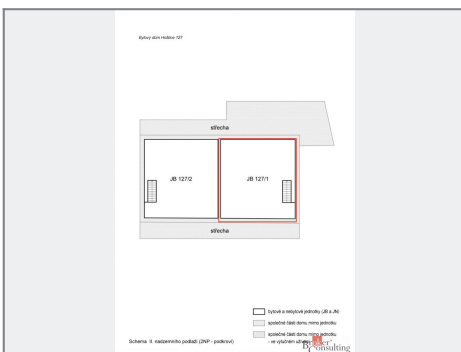 Bytový dům Hoštice 127
střecha
JB 127/2
JB 127/1
střecha
bytové a nebytové jednotky (JB a JN)
společné části domu mimo jednotku
společné části domu mimo jednotku
- ve výlučném
Schema II. nadzemního podlaží (2NP - podkroví)
Consulting